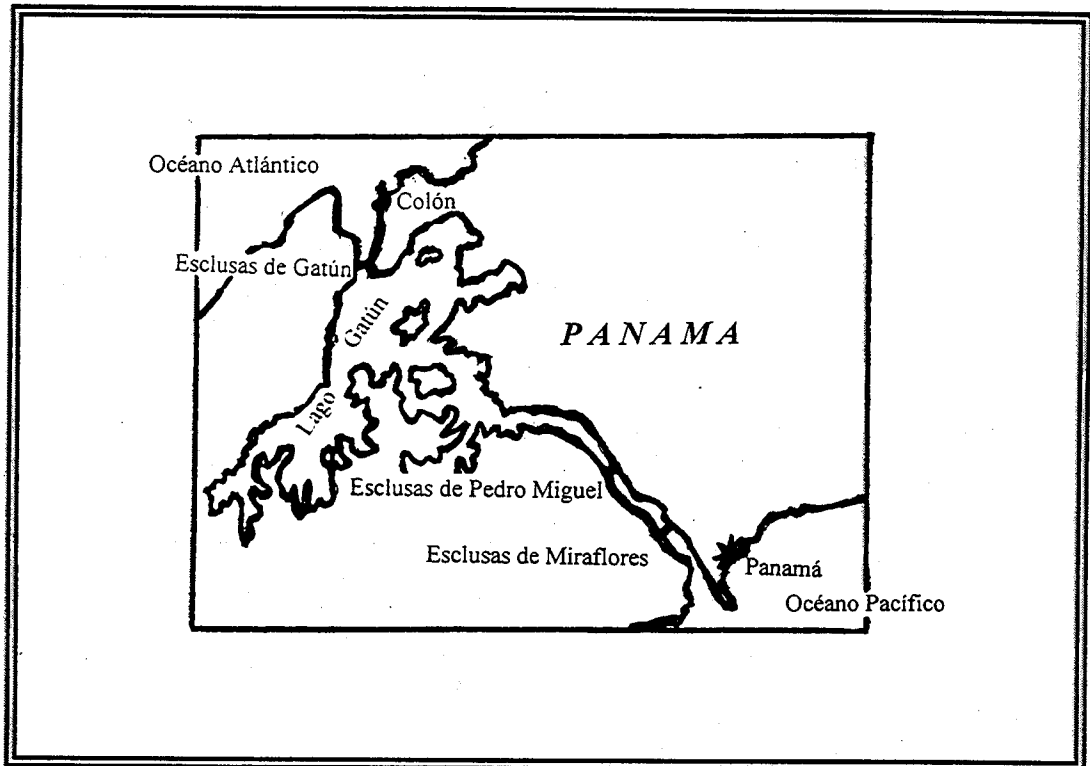 Océano Atlántico
Colón
Esclusas de Gatún
Gatún
PANAMA
Lago
Esclusas de Pedro Miguel
Esclusas de Miraflores
Panamá
Océano Pacífico